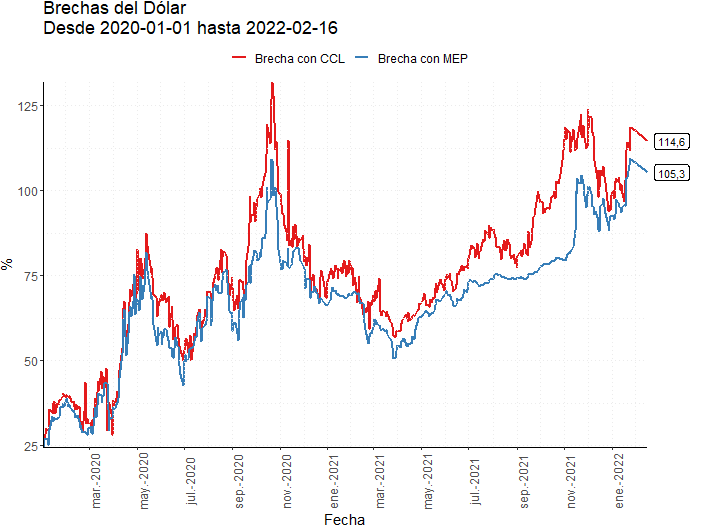 Brechas del Dólar
Desde 2020-01-01 hasta 2022-02-16
Brecha con CCL
Brecha con MEP
%
125
100
75
50
25
114,6
105,3
mar.-2020
may.-2020
jul.-2020
sep.-2020
nov.-2020
ene.-2021
mar.-2021
may.-2021
jul.-2021
sep.-2021
nov.-2021
ene.-2022
Fecha